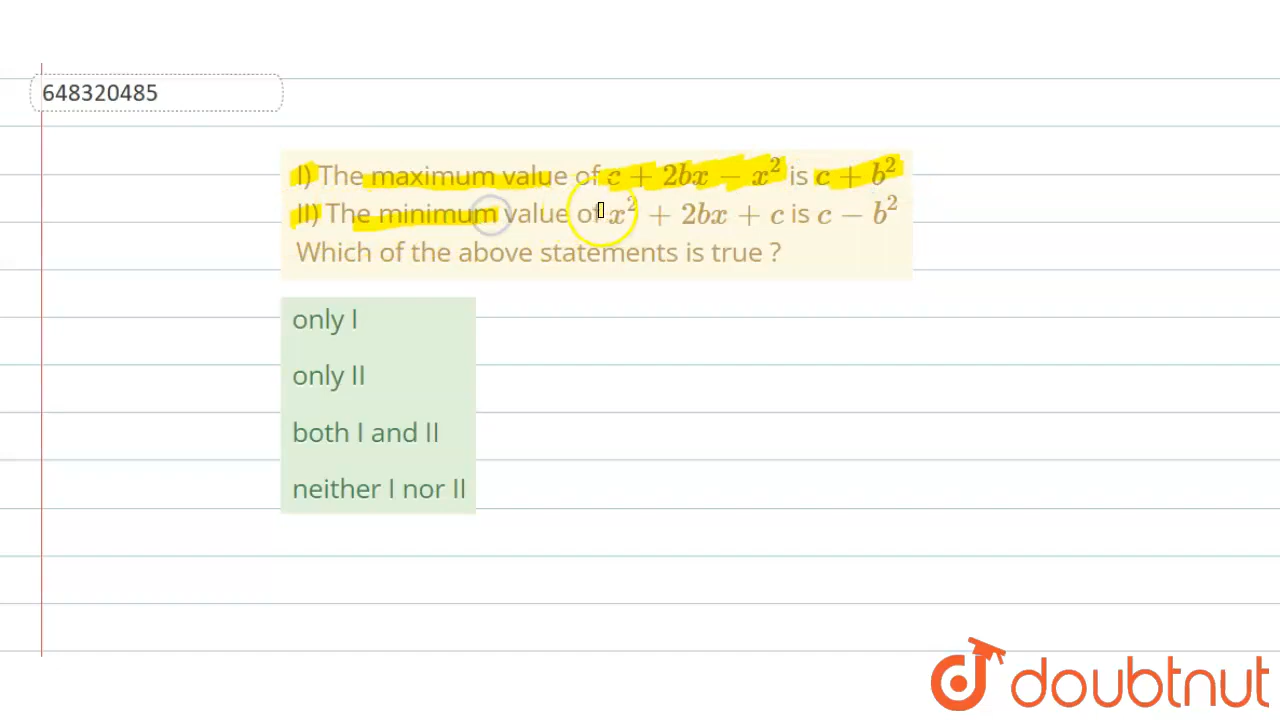 648320485
I) The maximum value of c + 2bx − x² is c + b²
II) The minimum value of x² + 2bx + c is c − b²
Which of the above statements is true ?
only I
only II
both I and II
neither I nor II
doubtnut